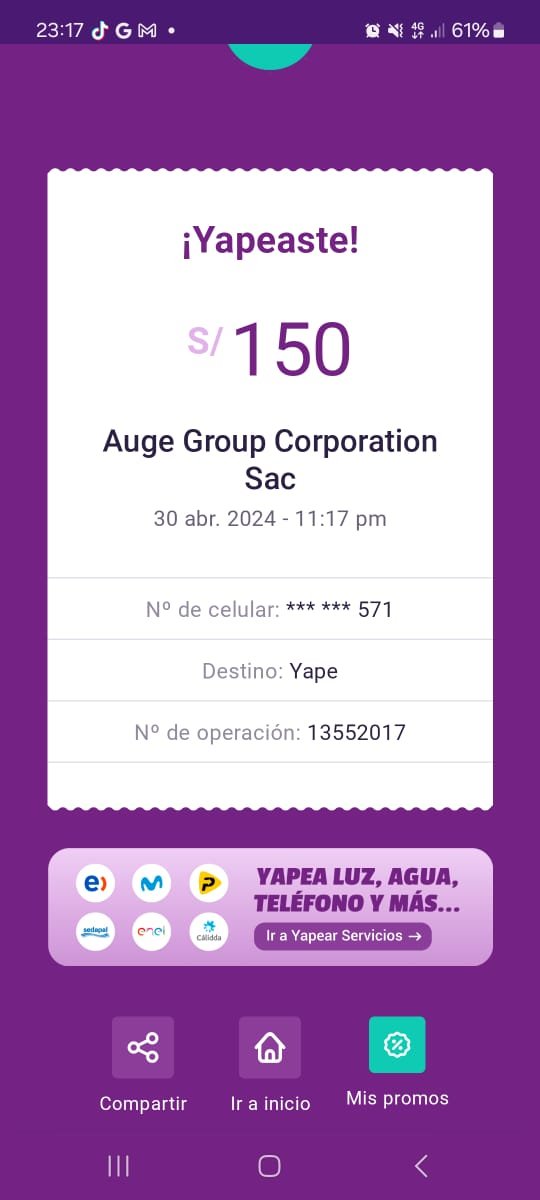 23:17 G M • 4G 61%
¡Yapeaste!
S/ 150
Auge Group Corporation
Sac
30 abr. 2024 - 11:17 pm
Nº de celular: *** *** 571
Destino: Yape
Nº de operación: 13552017
e) P
YAPEA LUZ, AGUA,
TELÉFONO Y MÁS...
sedapal enel Cálidda
Ir a Yapear Servicios →
Compartir Ir a inicio Mis promos